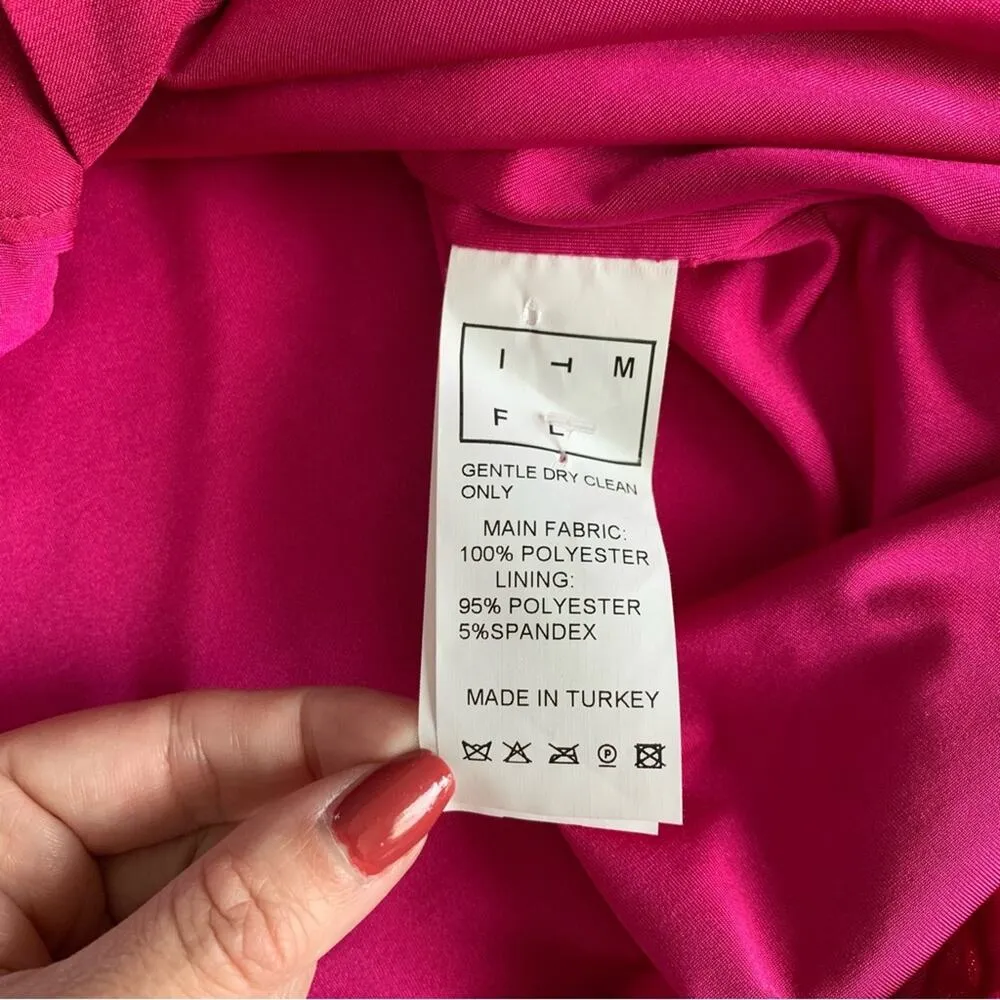 I T M
F L
GENTLE DRY CLEAN
ONLY
MAIN FABRIC:
100% POLYESTER
LINING:
95% POLYESTER
5%SPANDEX
MADE IN TURKEY
P